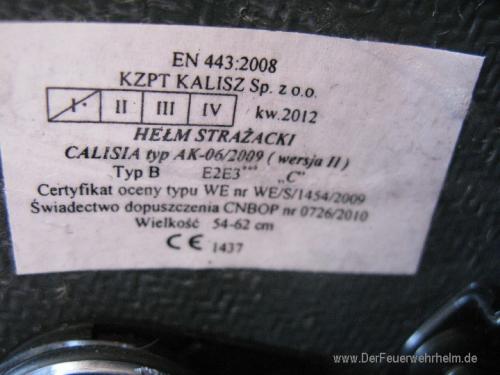 EN 443:2008
KZPT KALISZ Sp. z o.o.
I II III IV kw.2012
HEŁM STRAŻACKI
CALISIA typ AK-06/2009 ( wersja II )
Typ B E2E3*** „C"
Certyfikat oceny typu WE nr WE/S/1454/2009
Świadectwo dopuszczenia CNBOP nr 0726/2010
Wielkość 54-62 cm
CE 1437
www.DerFeuerwehrhelm.de